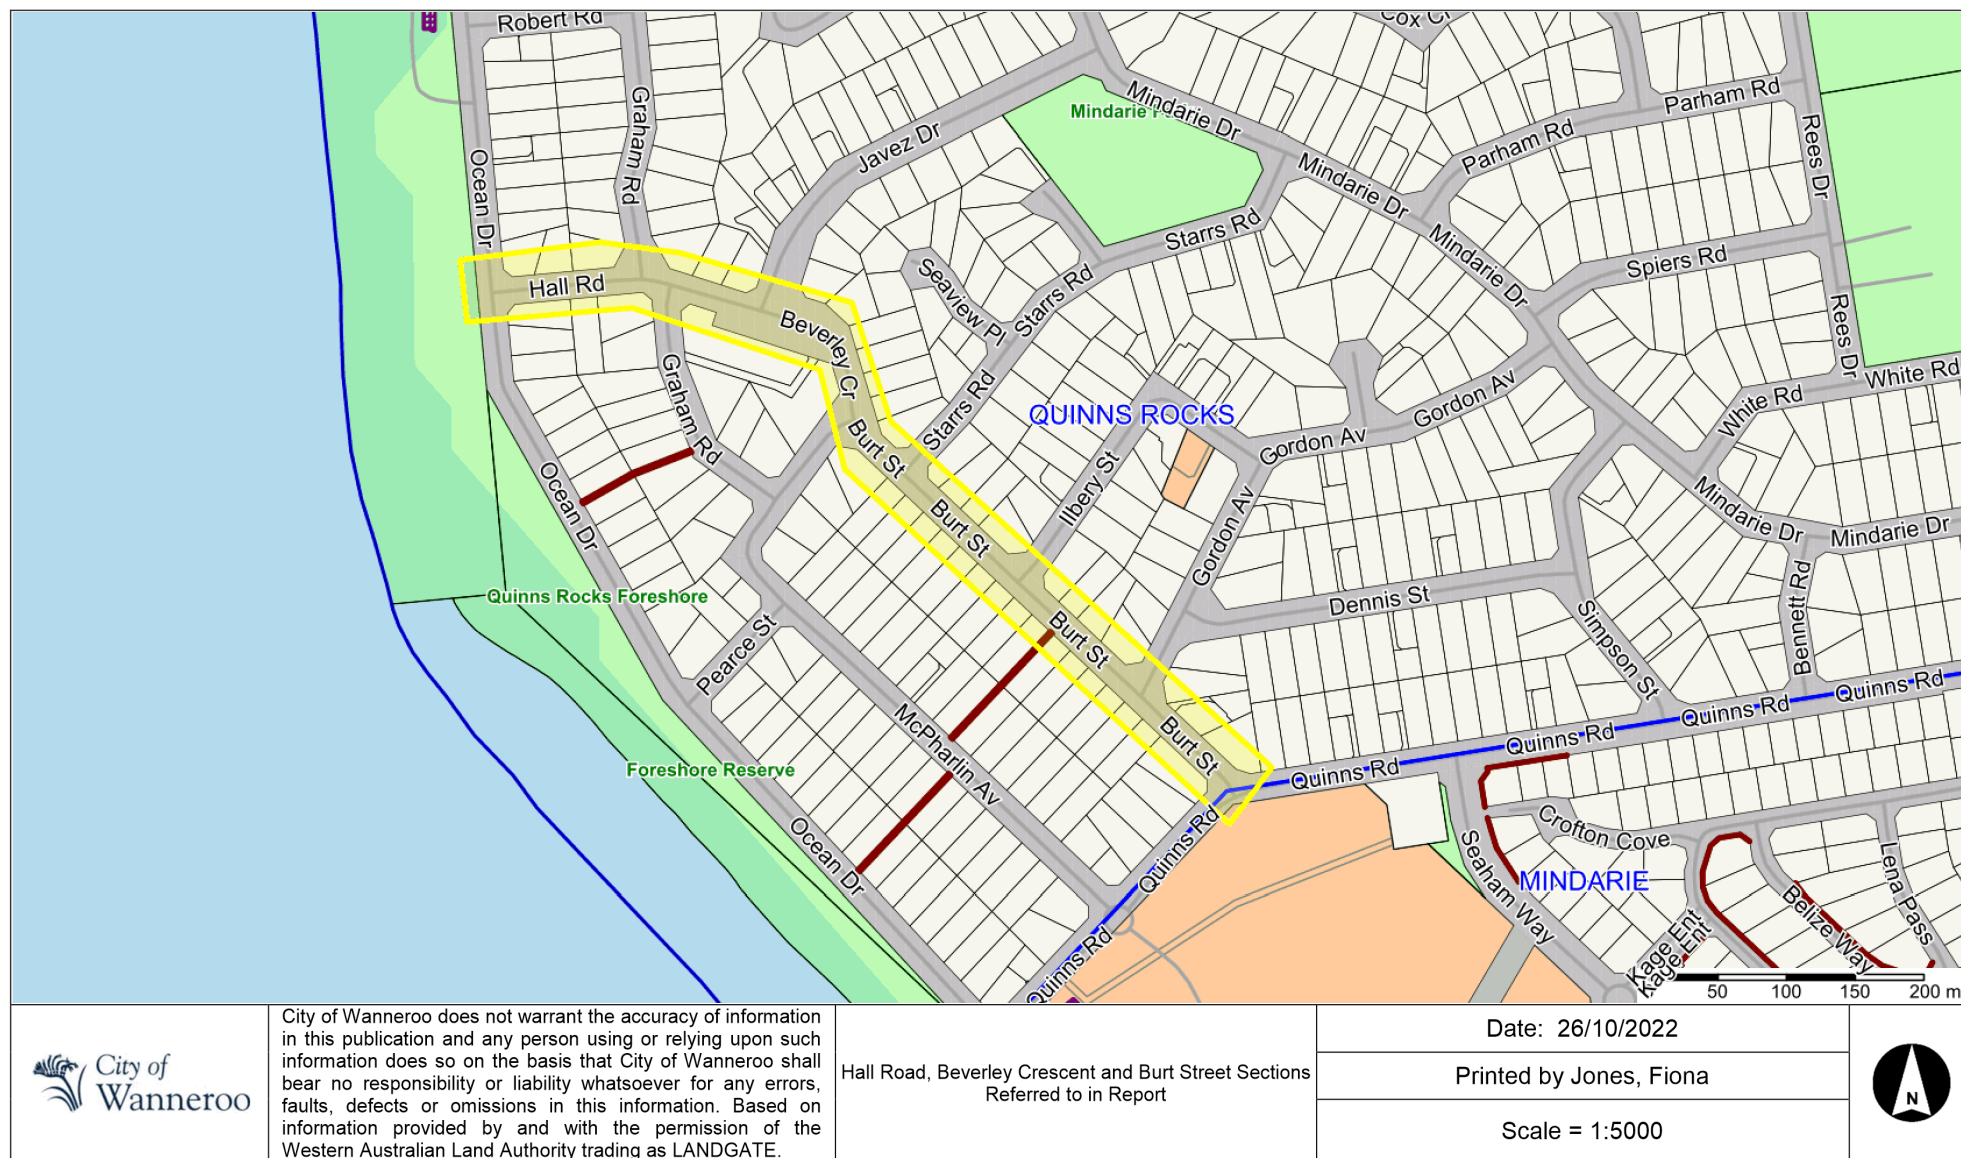 Robert Rd
Cox Cr
Graham Rd
Mindarie
Mindarie Dr
Parham Rd
Parham Rd
Rees Dr
Javez Dr
Ocean Dr
Mindarie Dr
Starrs Rd
Mindarie Dr
Spiers Rd
Hall Rd
Seaview Pl
Starrs Rd
Beverley Cr
Rees Dr
White Rd
Graham Rd
Starrs Rd
QUINNS ROCKS
Gordon Av
White Rd
Burt St
Gordon Av
Ocean Dr
Ilbery St
Burt St
Gordon Av
Mindarie Dr
Mindarie Dr
Quinns Rocks Foreshore
Dennis St
Bennett Rd
Pearce St
Burt St
Simpson St
Quinns Rd
Quinns Rd
McPharlin Av
Burt St
Quinns Rd
Foreshore Reserve
Quinns Rd
Ocean Dr
Quinns Rd
Crofton Cove
Seaham Way
MINDARIE
Lena Pass
Belize Way
Kage Ent
Kage Ent
Quinns Rd
50 100 150 200 m
City of
Wanneroo
City of Wanneroo does not warrant the accuracy of information
in this publication and any person using or relying upon such
information does so on the basis that City of Wanneroo shall
bear no responsibility or liability whatsoever for any errors,
faults, defects or omissions in this information. Based on
information provided by and with the permission of the
Western Australian Land Authority trading as LANDGATE.
Hall Road, Beverley Crescent and Burt Street Sections
Referred to in Report
Date: 26/10/2022
Printed by Jones, Fiona
Scale = 1:5000
N